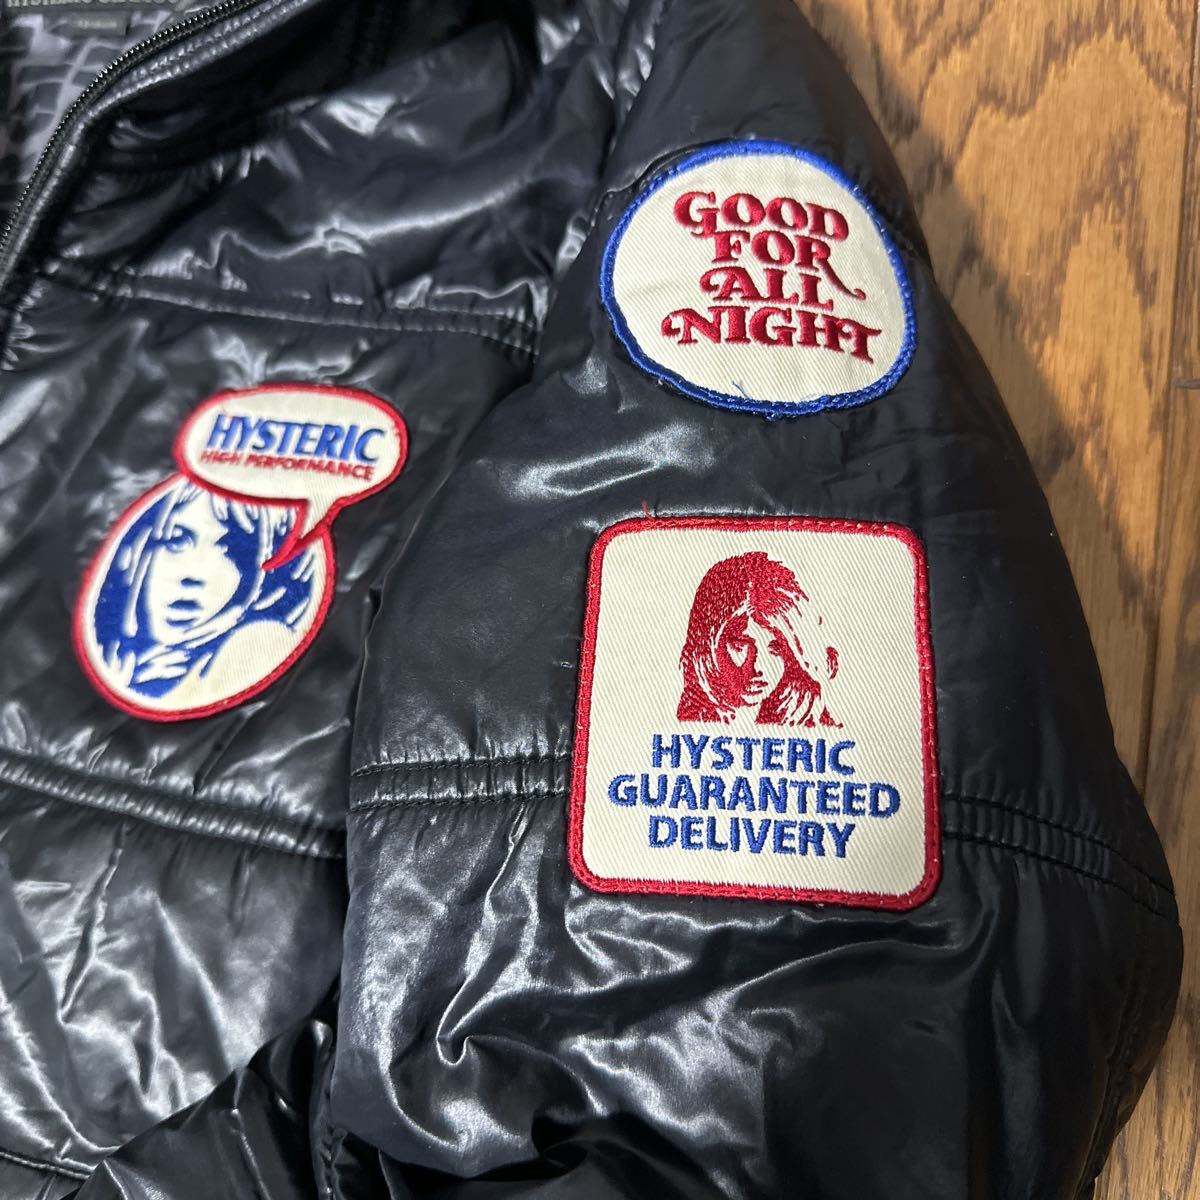 GOOD
FOR
ALL
NIGHT
HYSTERIC
HIGH PERFORMANCE
HYSTERIC
GUARANTEED
DELIVERY